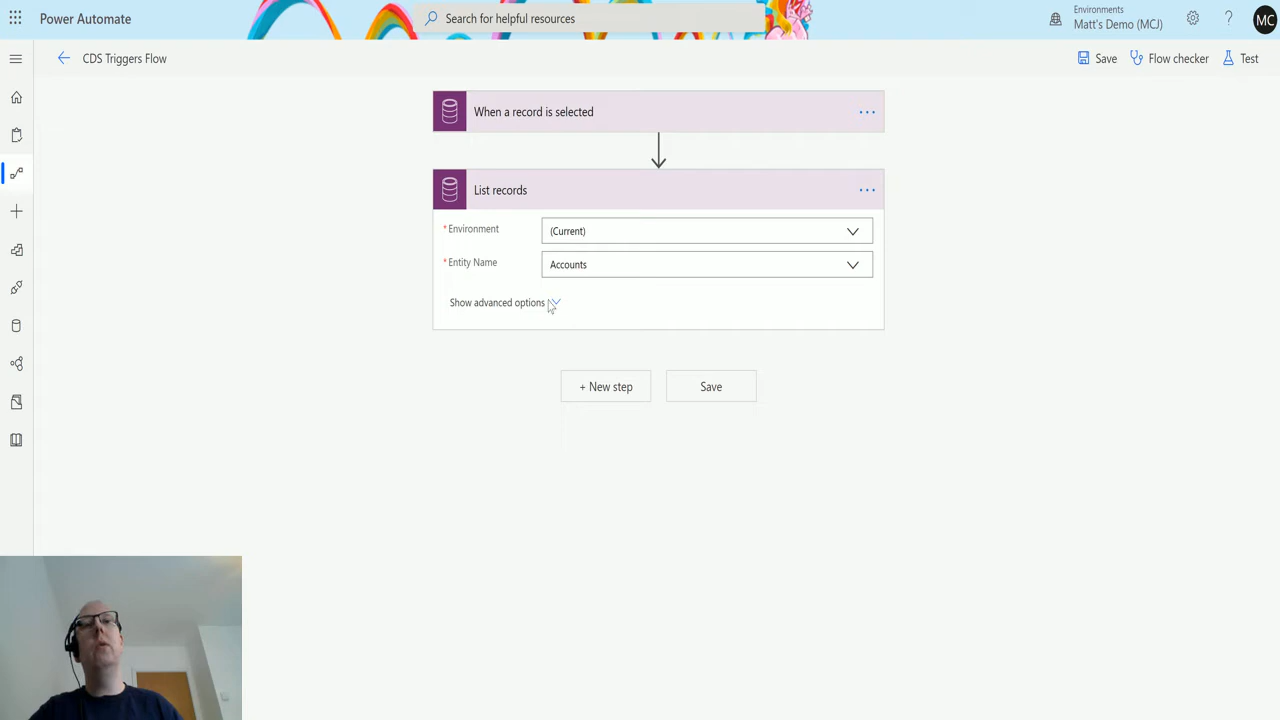 Power Automate
Search for helpful resources
Environments
Matt's Demo (MCJ)
MC
CDS Triggers Flow
Save
Flow checker
Test
When a record is selected
List records
* Environment
(Current)
* Entity Name
Accounts
Show advanced options
+ New step
Save